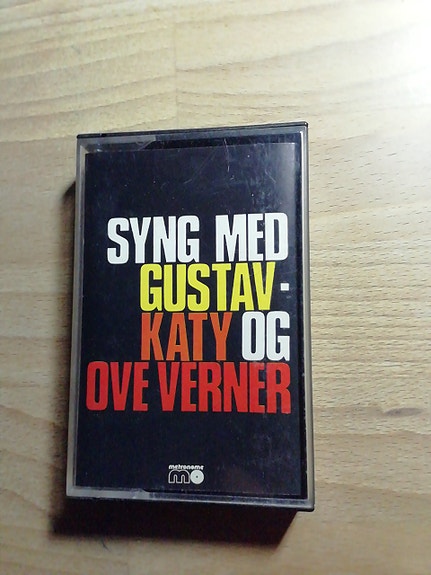 SYNG MED
GUSTAV·
KATY OG
OVE VERNER
metronome